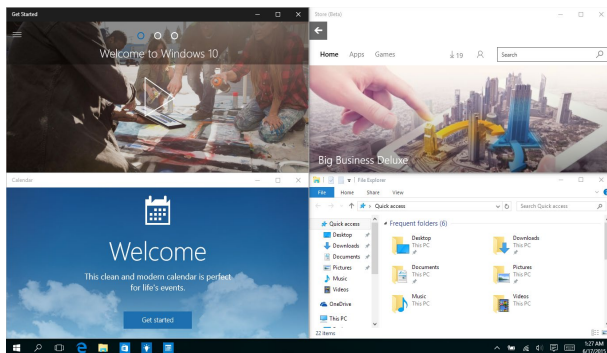 Get Started
Welcome to Windows 10
Store (Beta)
Home Apps Games 19 Search
Big Business Deluxe
Calendar
Welcome
This clean and modern calendar is perfect
for life's events.
Get started
File Explorer
File Home Share View
Quick access Search Quick access
Quick access
Desktop
Downloads
Documents
Pictures
Music
Videos
OneDrive
This PC
Frequent folders (6)
Desktop
This PC
Downloads
This PC
Documents
This PC
Pictures
This PC
Music
This PC
Videos
This PC
22 items
1:27 AM
6/17/2015